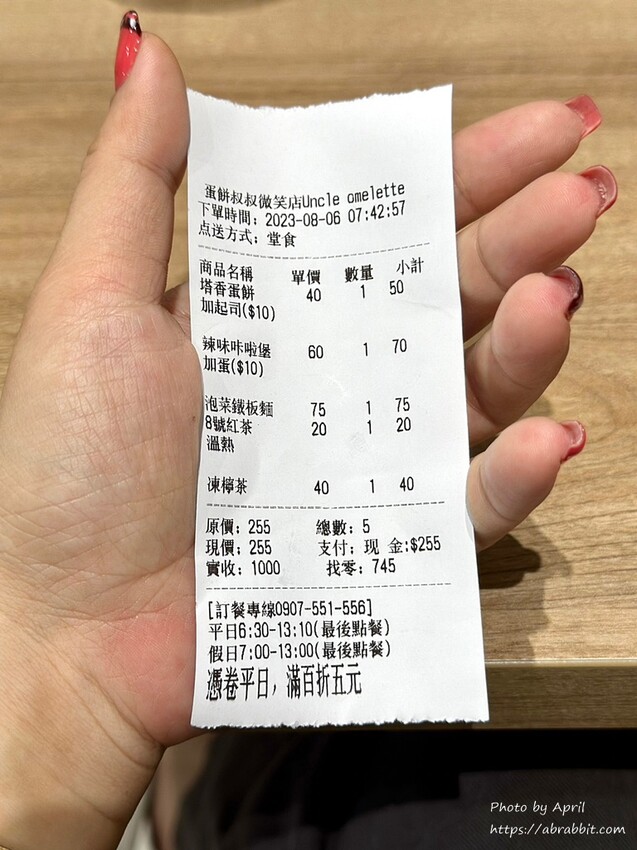 蛋餅叔叔微笑店Uncle omelette
下單時間: 2023-08-06 07:42:57
点送方式: 堂食
商品名稱 單價 數量 小計
塔香蛋餅 40 1 50
加起司($10)
辣味咔啦堡 60 1 70
加蛋($10)
泡菜鐵板麵 75 1 75
8號紅茶 20 1 20
溫熱
凍檸茶 40 1 40
原價: 255 總數: 5
現價: 255 支付: 现 金:$255
實收: 1000 找零: 745
[訂餐專線0907-551-556]
平日6:30-13:10(最後點餐)
假日7:00-13:00(最後點餐)
憑卷平日, 滿百折五元
Photo by April
https://abrabbit.com/